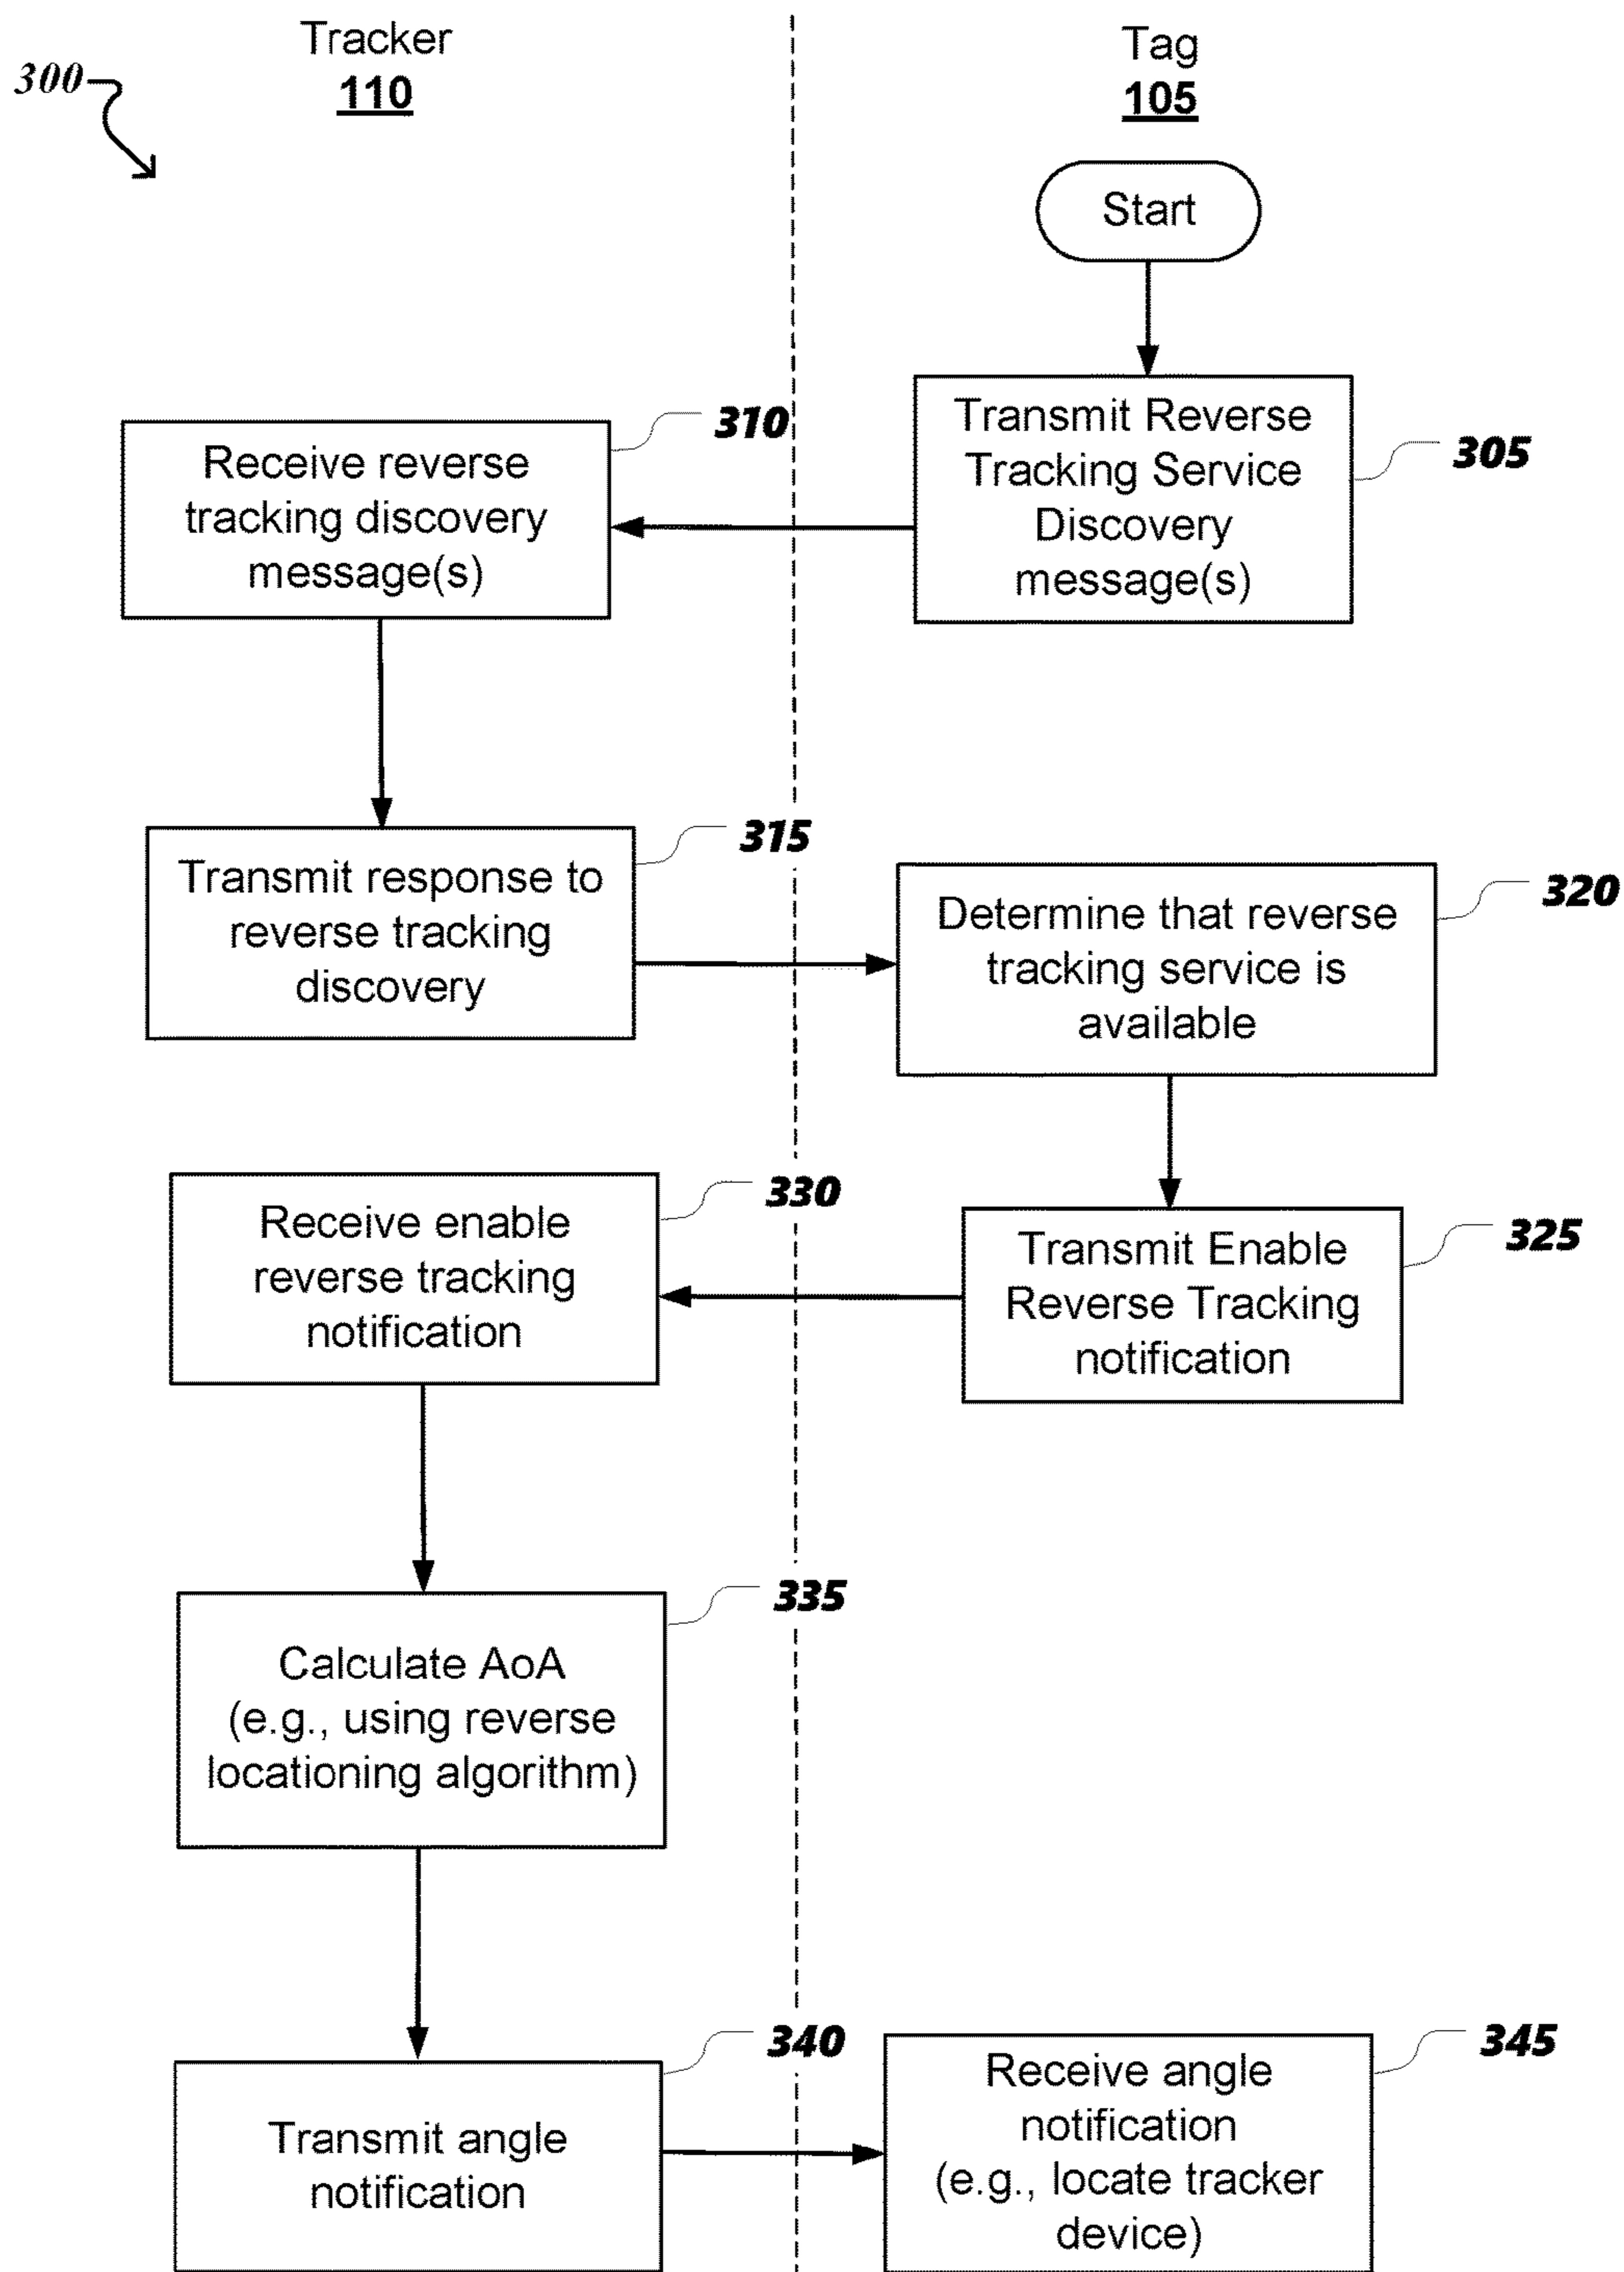 Tracker
110
300
Tag
105
Start
Transmit Reverse
Tracking Service
Discovery
message(s)
305
Receive reverse
tracking discovery
message(s)
310
Transmit response to
reverse tracking
discovery
315
Determine that reverse
tracking service is
available
320
Transmit Enable
Reverse Tracking
notification
325
Receive enable
reverse tracking
notification
330
Calculate AoA
(e.g., using reverse
locationing algorithm)
335
Transmit angle
notification
340
Receive angle
notification
(e.g., locate tracker
device)
345